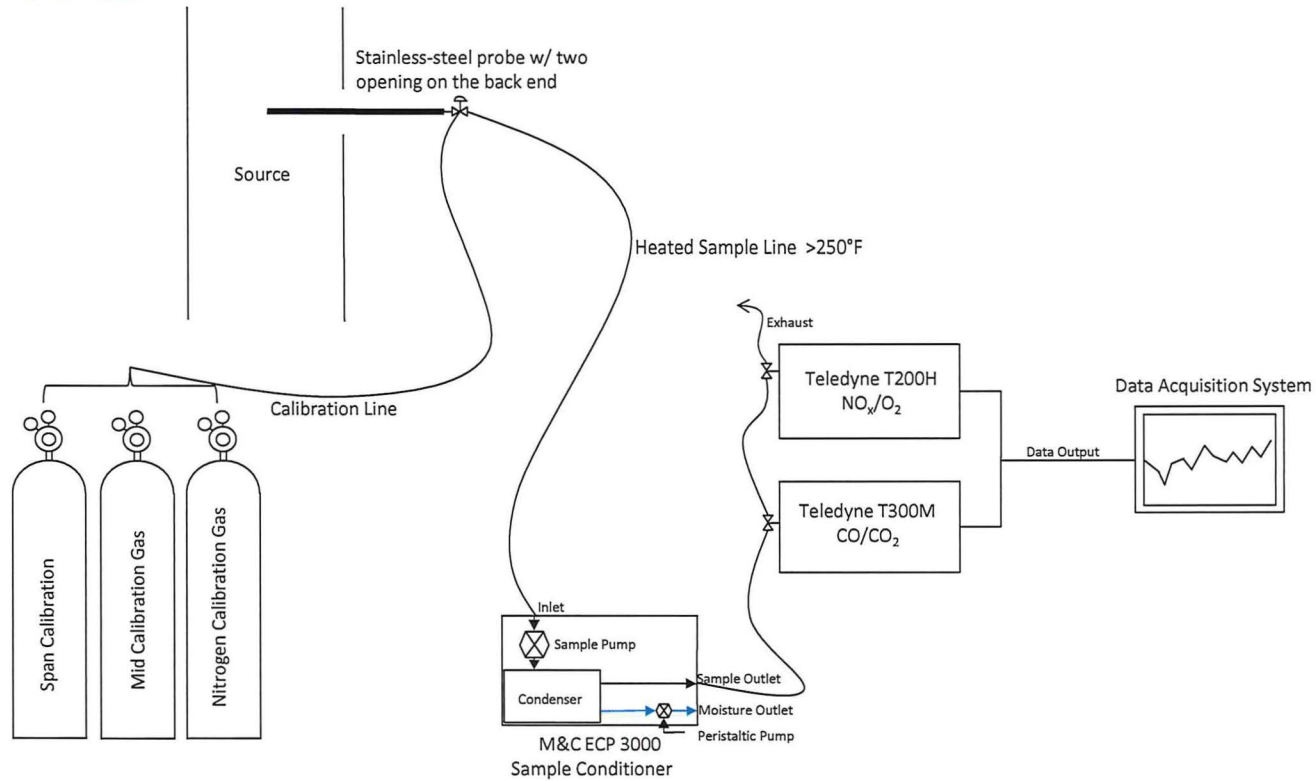 Stainless-steel probe w/ two
opening on the back end
Source
Heated Sample Line >250°F
Exhaust
Teledyne T200H
NOₓ/O₂
Data Acquisition System
Calibration Line
Data Output
Teledyne T300M
CO/CO₂
Span Calibration
Mid Calibration Gas
Nitrogen Calibration Gas
Inlet
Sample Pump
Sample Outlet
Condenser
Moisture Outlet
Peristaltic Pump
M&C ECP 3000
Sample Conditioner